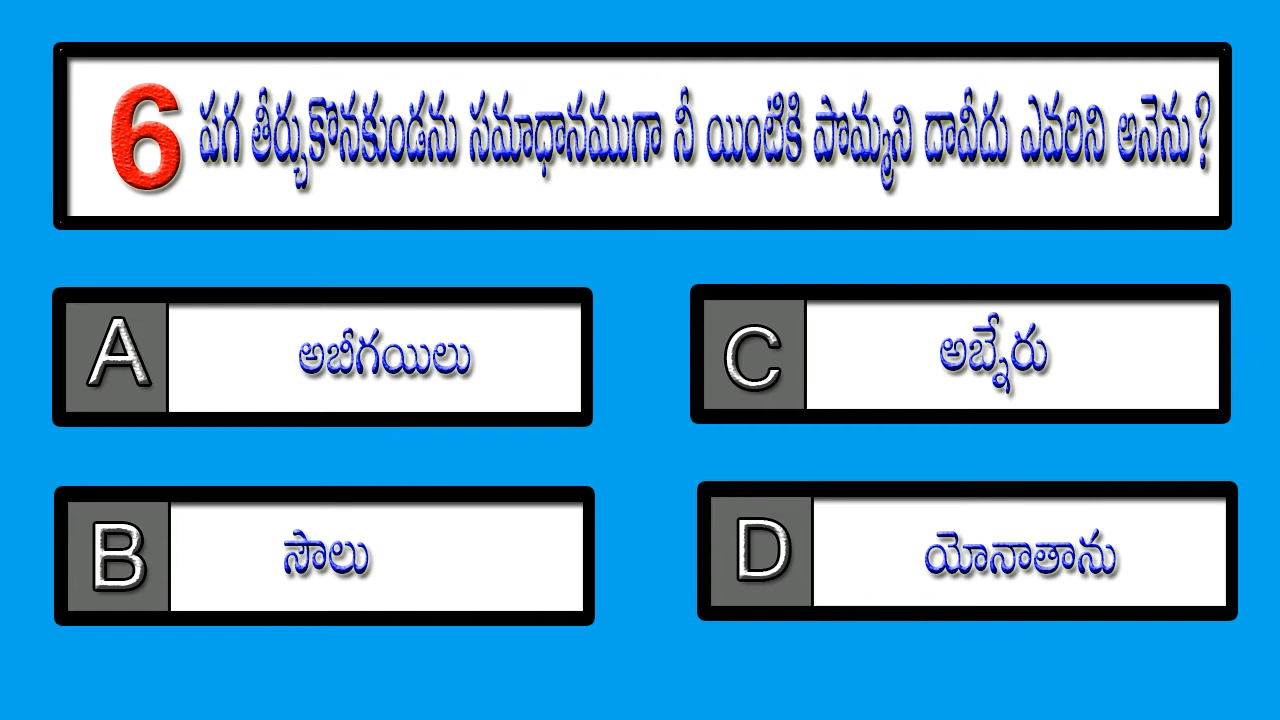 6 పగ తీర్చుకొనకుండను సమాధానముగా నీ యింటికి పొమ్మని దావీదు ఎవరిని అనెను?
A అబీగయిలు
C అబ్నేరు
B సౌలు
D యోనాతాను